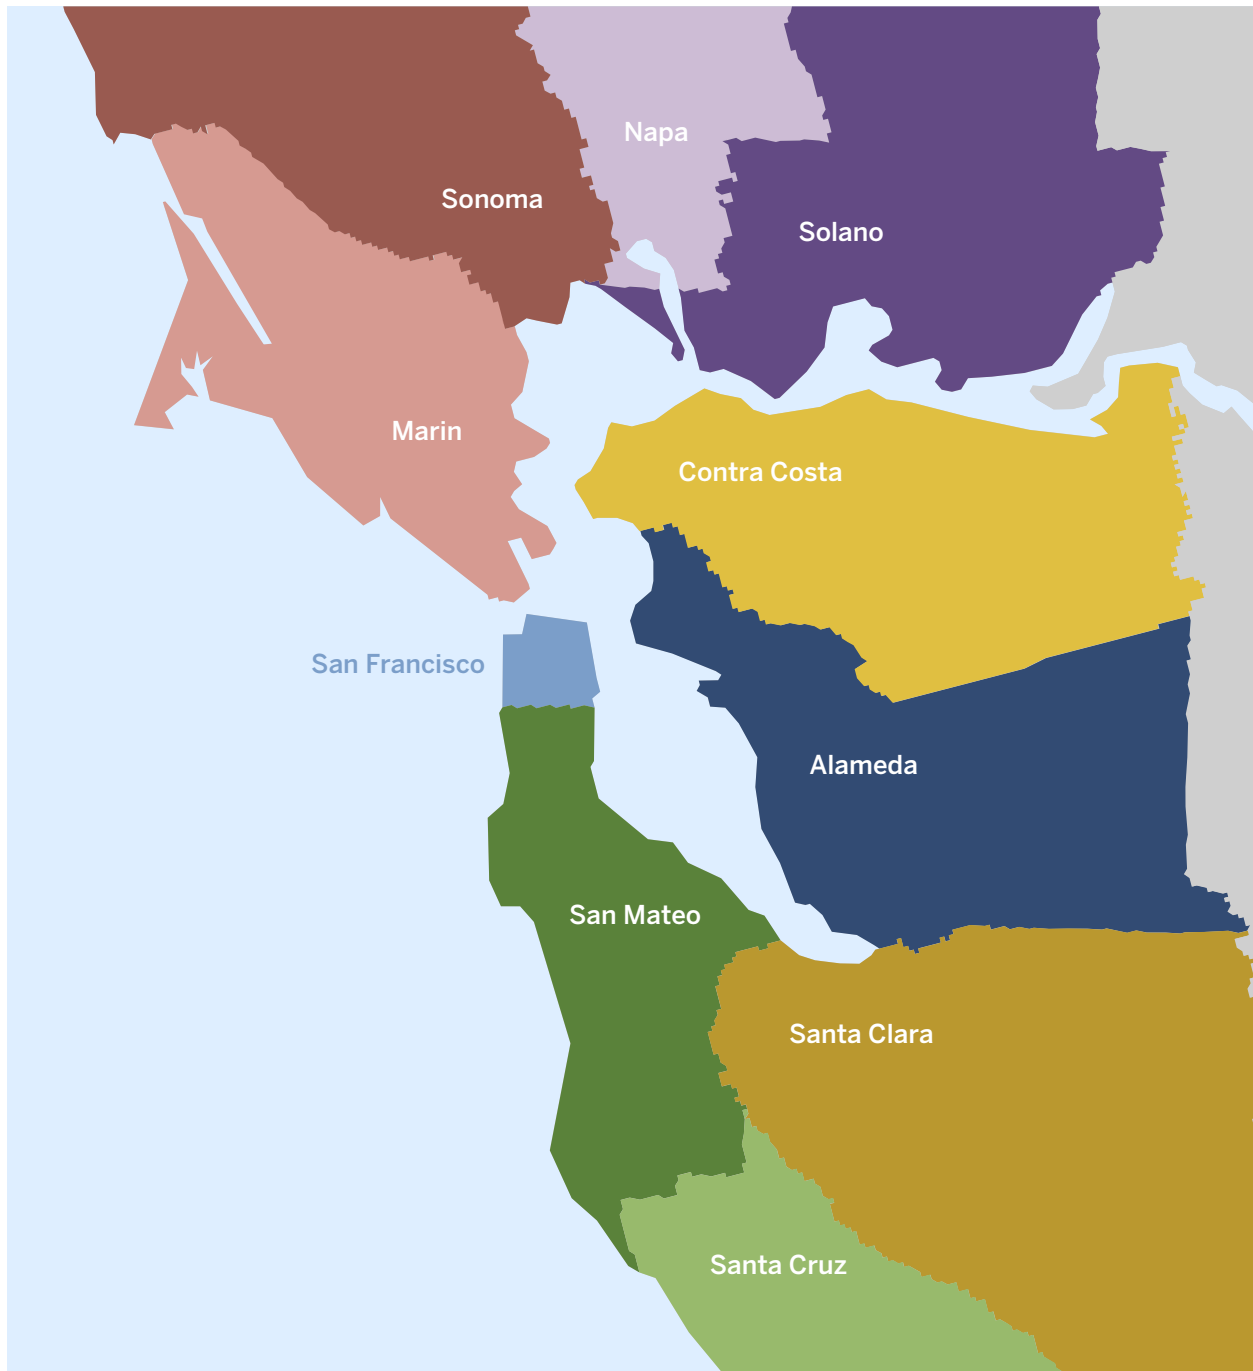 Napa
Sonoma
Solano
Marin
Contra Costa
San Francisco
Alameda
San Mateo
Santa Clara
Santa Cruz